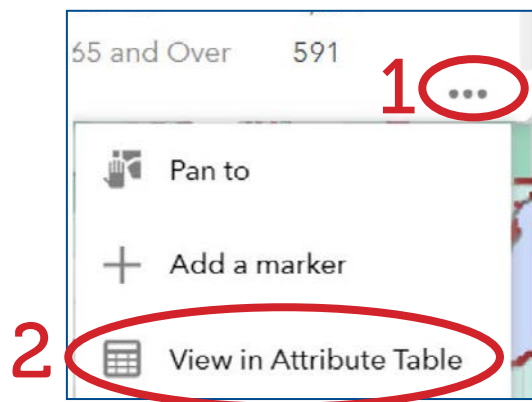 65 and Over 591
1 •••
Pan to
Add a marker
2 View in Attribute Table